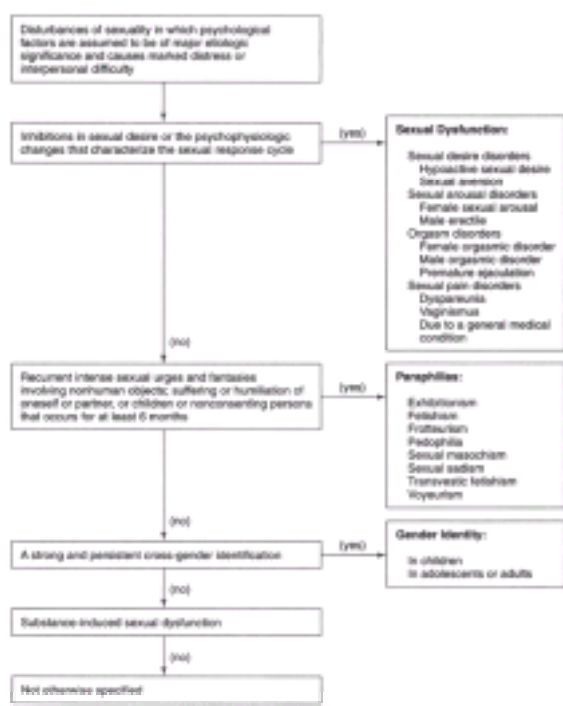 Disturbances of sexuality in which psychological
factors are assumed to be of major etiologic
significance and causes marked distress or
interpersonal difficulty
Inhibitions in sexual desire or the psychophysiologic
changes that characterize the sexual response cycle
(yes)
Sexual Dysfunction:
Sexual desire disorders
Hypoactive sexual desire
Sexual aversion
Sexual arousal disorders
Female sexual arousal
Male erectile
Orgasm disorders
Female orgasmic disorder
Male orgasmic disorder
Premature ejaculation
Sexual pain disorders
Dyspareunia
Vaginismus
Due to a general medical
condition
(no)
Recurrent intense sexual urges and fantasies
involving nonhuman objects; suffering or humiliation of
oneself or partner, or children or nonconsenting persons
that occurs for at least 6 months
(yes)
Paraphilias:
Exhibitionism
Fetishism
Frotteurism
Pedophilia
Sexual masochism
Sexual sadism
Transvestic fetishism
Voyeurism
(no)
A strong and persistent cross-gender identification
(yes)
Gender Identity:
In children
In adolescents or adults
(no)
Substance-induced sexual dysfunction
(no)
Not otherwise specified